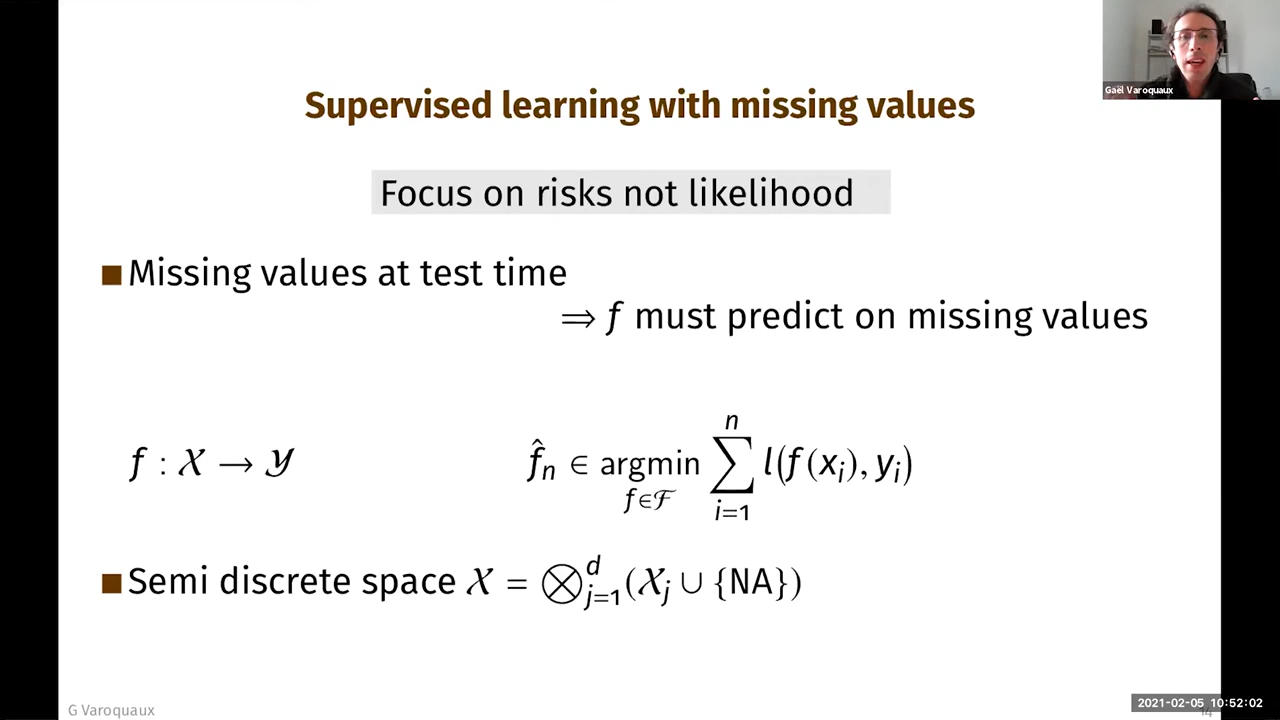 Supervised learning with missing values
Gaël Varoquaux
Focus on risks not likelihood
■ Missing values at test time
⇒ f must predict on missing values
f : 𝒳 → 𝒴
f̂ₙ ∈ argmin_{f∈ℱ} ∑_{i=1}^{n} l(f(xᵢ), yᵢ)
■ Semi discrete space 𝒳 = ⊗_{j=1}^{d} (𝒳ⱼ ∪ {NA})
G Varoquaux
2021-02-05 10:52:02